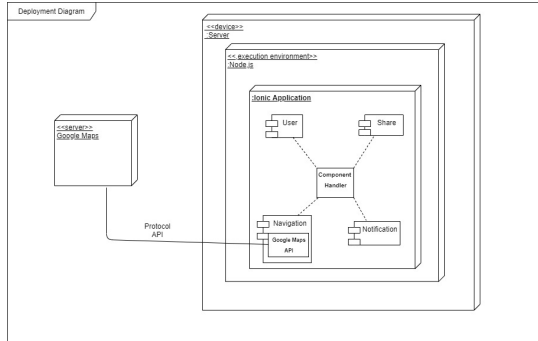 Deployment Diagram
<<device>>
:Server
<<,execution environment>>
:Node.js
:Ionic Application
User
Share
<<server>>
Google Maps
Component
Handler
Navigation
Notification
Google Maps
API
Protocol
API